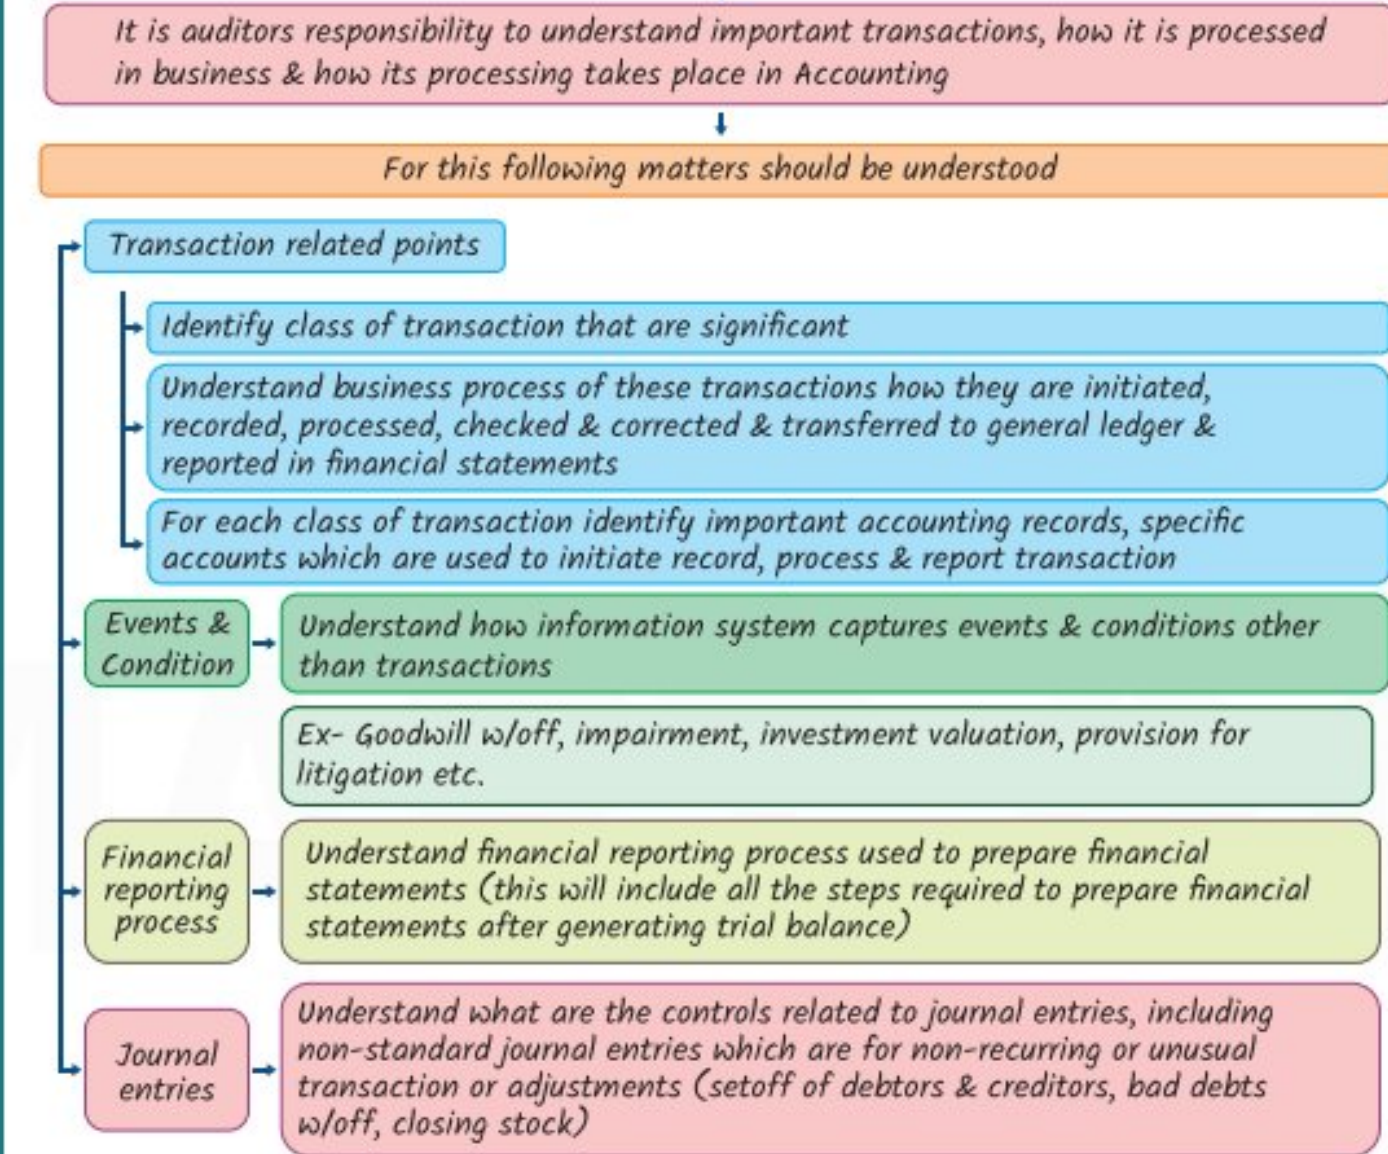 It is auditors responsibility to understand important transactions, how it is processed
in business & how its processing takes place in Accounting
For this following matters should be understood
Transaction related points
Identify class of transaction that are significant
Understand business process of these transactions how they are initiated,
recorded, processed, checked & corrected & transferred to general ledger &
reported in financial statements
For each class of transaction identify important accounting records, specific
accounts which are used to initiate record, process & report transaction
Events &
Condition
Understand how information system captures events & conditions other
than transactions
Ex- Goodwill w/off, impairment, investment valuation, provision for
litigation etc.
Financial
reporting
process
Understand financial reporting process used to prepare financial
statements (this will include all the steps required to prepare financial
statements after generating trial balance)
Journal
entries
Understand what are the controls related to journal entries, including
non-standard journal entries which are for non-recurring or unusual
transaction or adjustments (setoff of debtors & creditors, bad debts
w/off, closing stock)